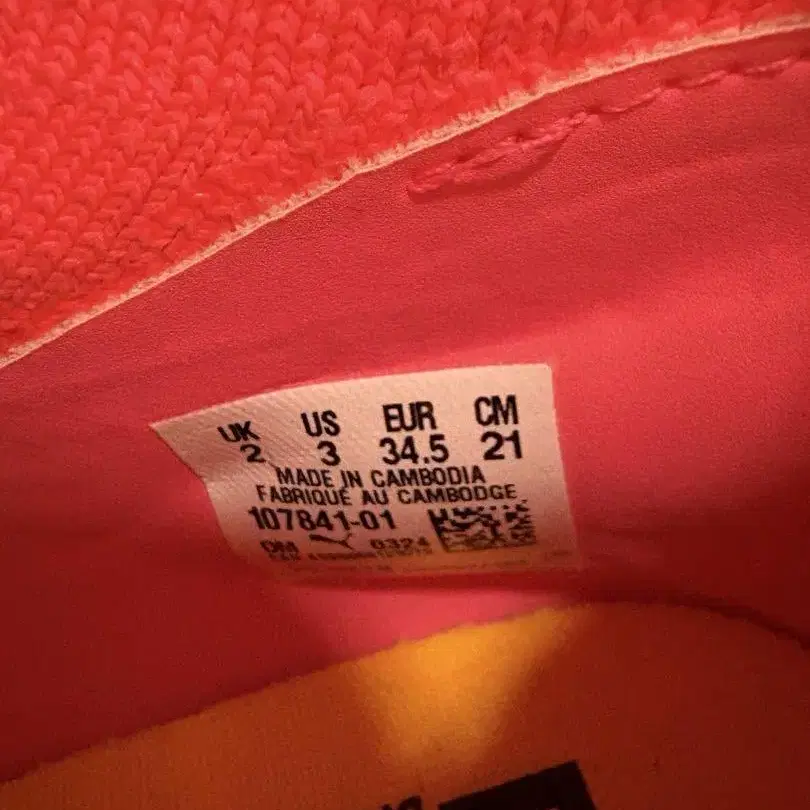 UK US EUR CM
2 3 34.5 21
MADE IN CAMBODIA
FABRIQUÉ AU CAMBODGE
107841-01
0324